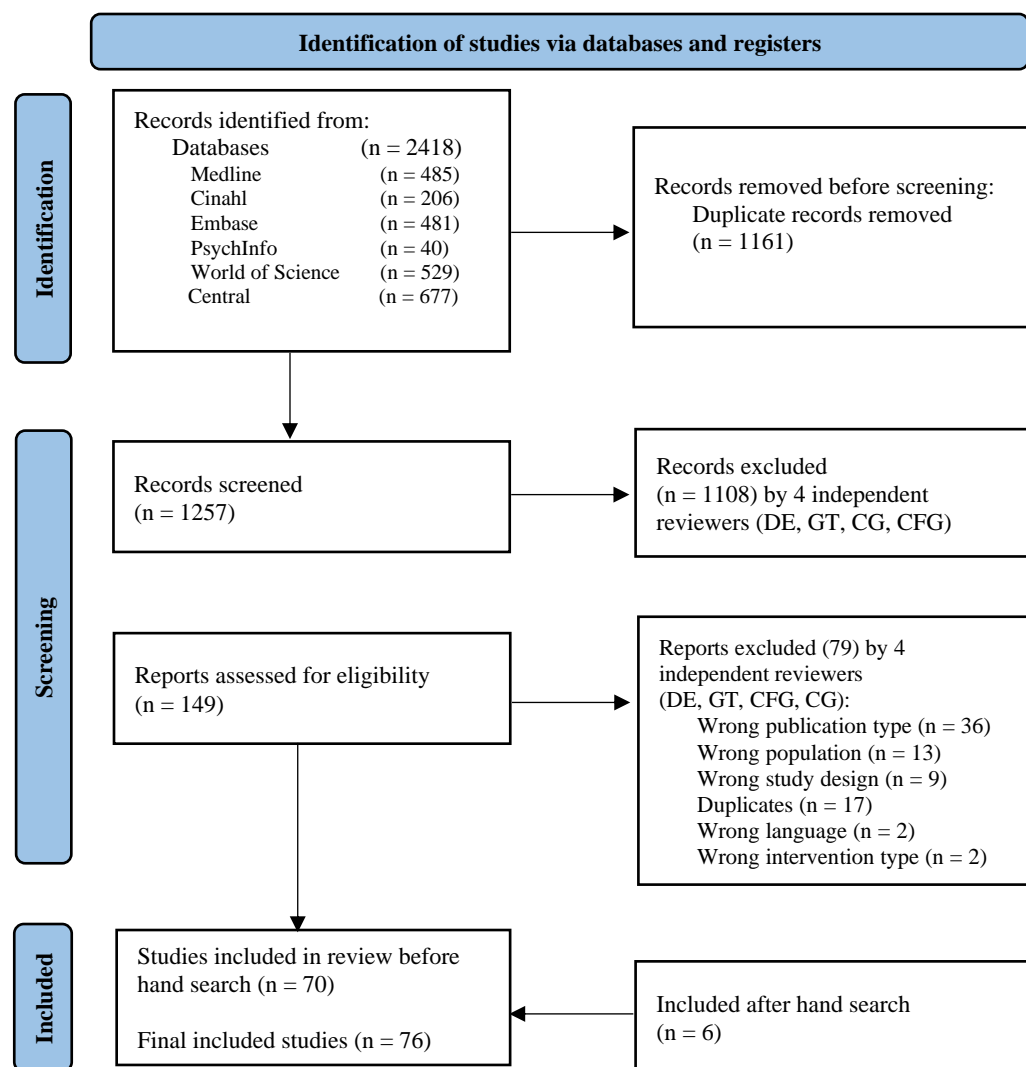 Identification of studies via databases and registers
Identification
Records identified from:
Databases (n = 2418)
Medline (n = 485)
Cinahl (n = 206)
Embase (n = 481)
PsychInfo (n = 40)
World of Science (n = 529)
Central (n = 677)
Records removed before screening:
Duplicate records removed
(n = 1161)
Screening
Records screened
(n = 1257)
Records excluded
(n = 1108) by 4 independent
reviewers (DE, GT, CG, CFG)
Reports assessed for eligibility
(n = 149)
Reports excluded (79) by 4
independent reviewers
(DE, GT, CFG, CG):
Wrong publication type (n = 36)
Wrong population (n = 13)
Wrong study design (n = 9)
Duplicates (n = 17)
Wrong language (n = 2)
Wrong intervention type (n = 2)
Included
Studies included in review before
hand search (n = 70)
Final included studies (n = 76)
Included after hand search
(n = 6)